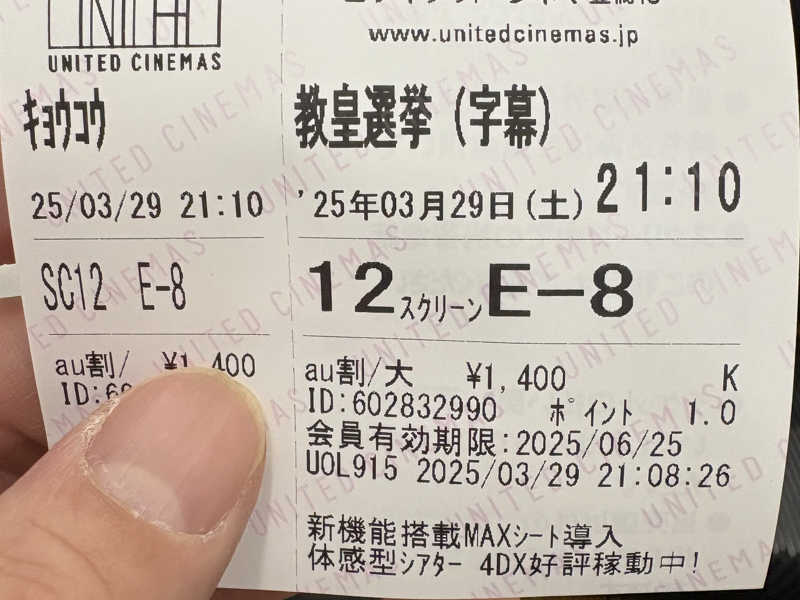 www.unitedcinemas.jp
UNITED CINEMAS
キョウコウ
教皇選挙 (字幕)
25/03/29 21:10
'25年03月29日(土) 21:10
SC12 E-8
12スクリーン E-8
au割/ ¥1,400
ID:60
au割/大 ¥1,400 K
ID:602832990 ポイント 1.0
会員有効期限:2025/06/25
UOL915 2025/03/29 21:08:26
新機能搭載MAXシート導入
体感型シアター 4DX好評稼動中!